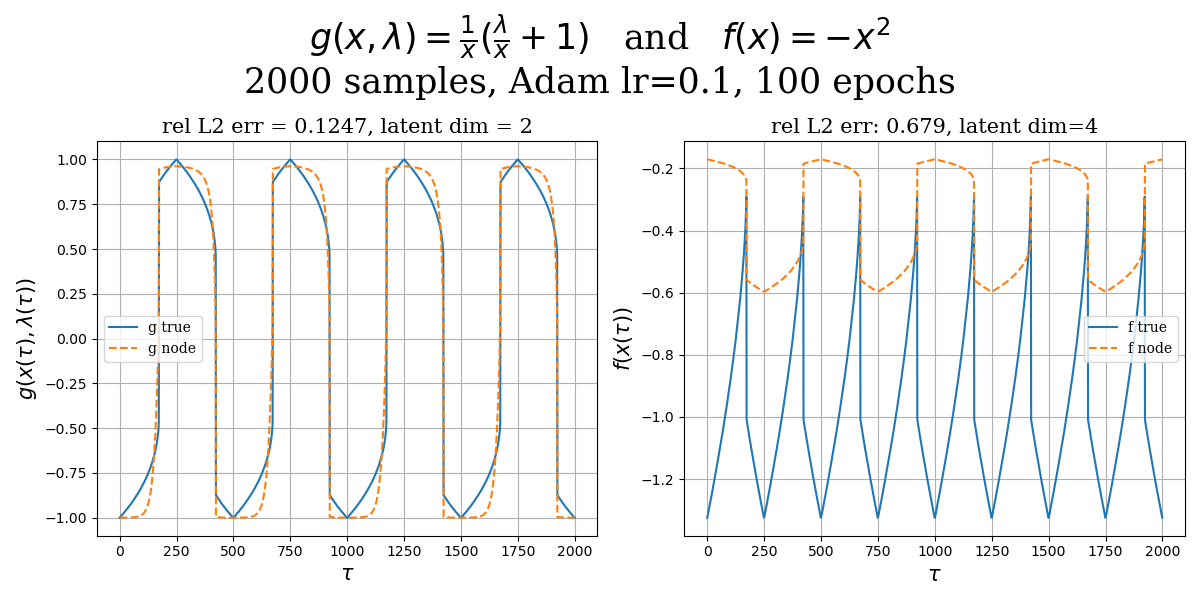 g(x, λ) = 1/x(λ/x + 1)   and   f(x) = −x²
2000 samples, Adam lr=0.1, 100 epochs
rel L2 err = 0.1247, latent dim = 2
1.00
0.75
0.50
0.25
0.00
−0.25
−0.50
−0.75
−1.00
g(x(τ), λ(τ))
g true
g node
0 250 500 750 1000 1250 1500 1750 2000
τ
rel L2 err: 0.679, latent dim=4
−0.2
−0.4
−0.6
−0.8
−1.0
−1.2
f(x(τ))
f true
f node
0 250 500 750 1000 1250 1500 1750 2000
τ